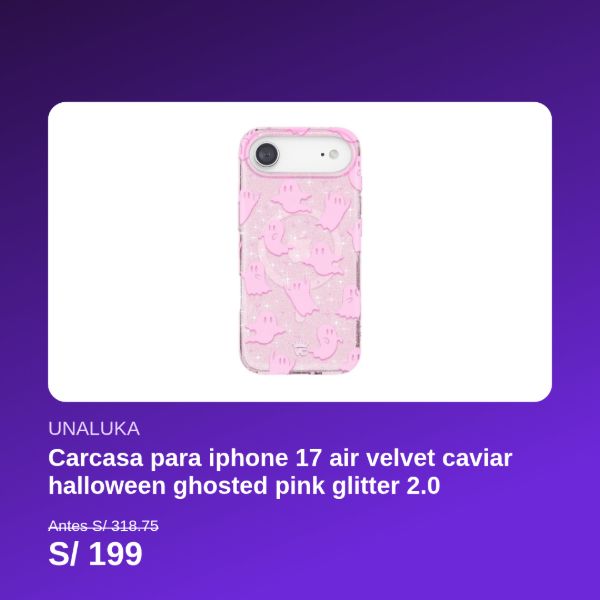 UNALUKA
Carcasa para iphone 17 air velvet caviar
halloween ghosted pink glitter 2.0
Antes S/ 318.75
S/ 199